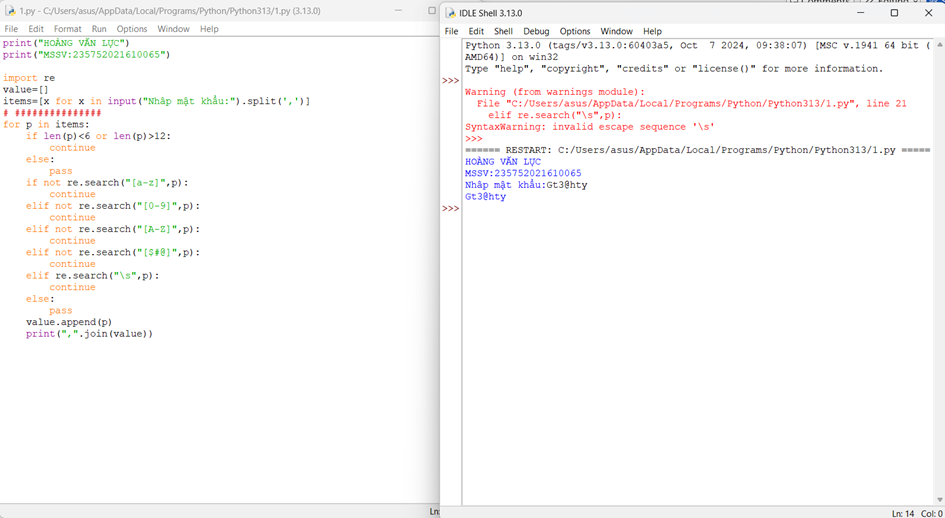 1.py - C:/Users/asus/AppData/Local/Programs/Python/Python313/1.py (3.13.0)
File Edit Format Run Options Window Help
print("HOÀNG VĂN LỰC")
print("MSSV:235752021610065")
import re
value=[]
items=[x for x in input("Nhâp mật khẩu:").split(',')]
# ###############
for p in items:
    if len(p)<6 or len(p)>12:
        continue
    else:
        pass
    if not re.search("[a-z]",p):
        continue
    elif not re.search("[0-9]",p):
        continue
    elif not re.search("[A-Z]",p):
        continue
    elif not re.search("[$#@]",p):
        continue
    elif re.search("\s",p):
        continue
    else:
        pass
    value.append(p)
    print(",".join(value))
Ln:
IDLE Shell 3.13.0
File Edit Shell Debug Options Window Help
Python 3.13.0 (tags/v3.13.0:60403a5, Oct  7 2024, 09:38:07) [MSC v.1941 64 bit (
AMD64)] on win32
Type "help", "copyright", "credits" or "license()" for more information.
>>>
Warning (from warnings module):
  File "C:/Users/asus/AppData/Local/Programs/Python/Python313/1.py", line 21
    elif re.search("\s",p):
SyntaxWarning: invalid escape sequence '\s'
>>>
====== RESTART: C:/Users/asus/AppData/Local/Programs/Python/Python313/1.py =====
HOÀNG VĂN LỰC
MSSV:235752021610065
Nhâp mật khẩu:Gt3@hty
Gt3@hty
>>>
Ln: 14 Col: 0